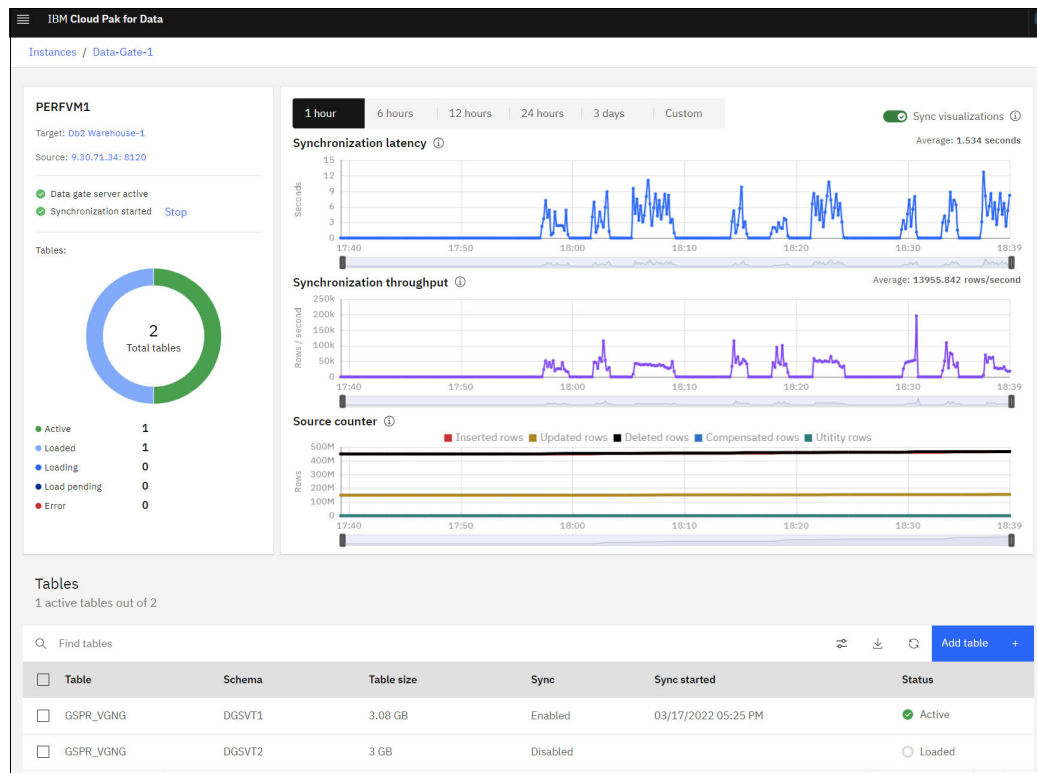 IBM Cloud Pak for Data
Instances / Data-Gate-1
PERFVM1
Target: Db2 Warehouse-1
Source: 9.30.71.34: 8120
Data gate server active
Synchronization started Stop
Tables:
2
Total tables
Active 1
Loaded 1
Loading 0
Load pending 0
Error 0
1 hour 6 hours 12 hours 24 hours 3 days Custom
Sync visualizations
Synchronization latency
Average: 1.534 seconds
Seconds
15
12
9
6
3
0
17:40 17:50 18:00 18:10 18:20 18:30 18:39
Synchronization throughput
Average: 13955.842 rows/second
Rows / second
250k
200k
150k
100k
50k
0
17:40 17:50 18:00 18:10 18:20 18:30 18:39
Source counter
Inserted rows Updated rows Deleted rows Compensated rows Utitity rows
Rows
500M
400M
300M
200M
100M
0
17:40 17:50 18:00 18:10 18:20 18:30 18:39
Tables
1 active tables out of 2
Find tables
Add table +
Table Schema Table size Sync Sync started Status
GSPR_VGNG DGSVT1 3.08 GB Enabled 03/17/2022 05:25 PM Active
GSPR_VGNG DGSVT2 3 GB Disabled Loaded